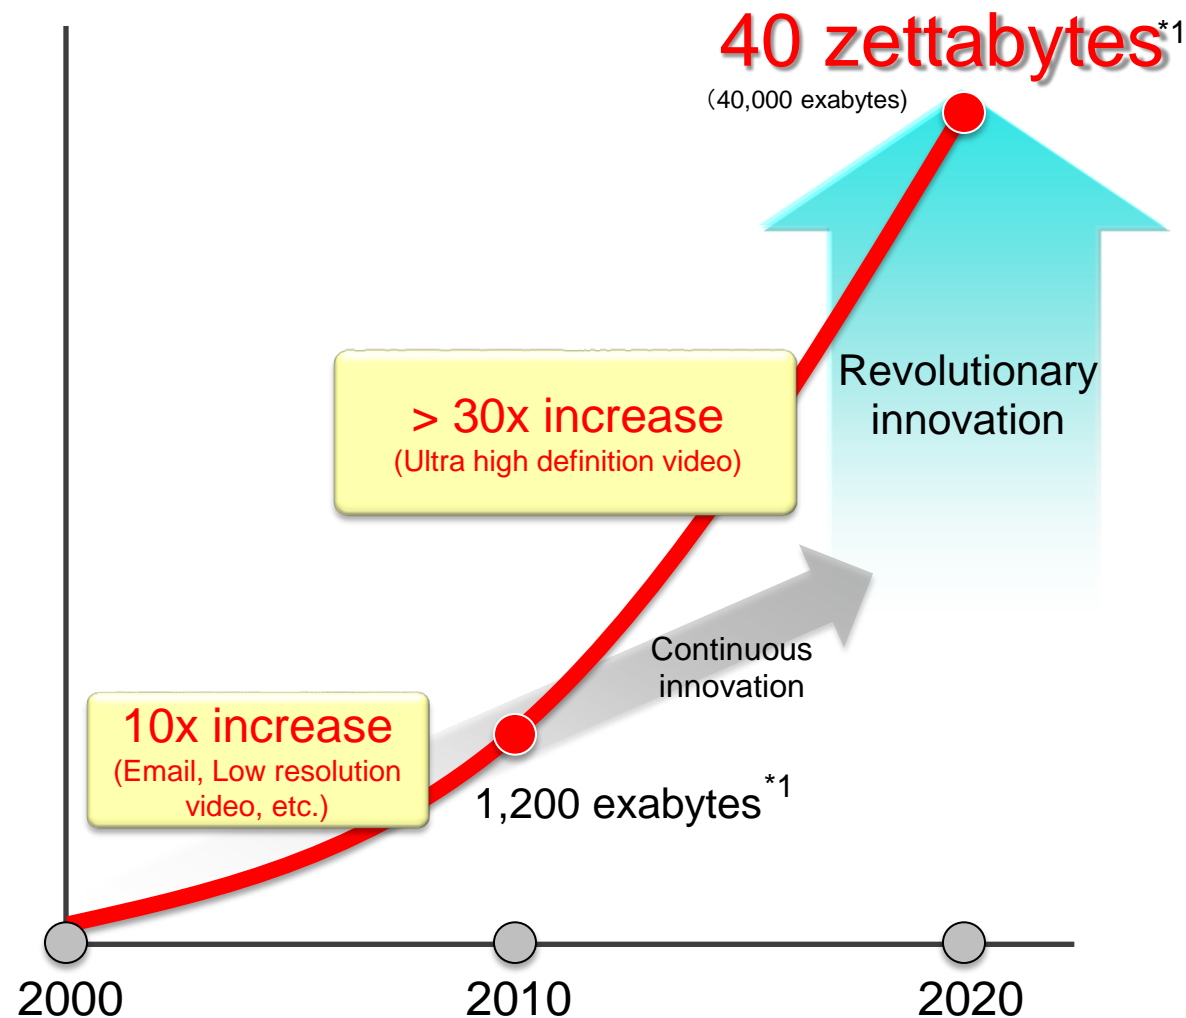 40 zettabytes*1
（40,000 exabytes)
Revolutionary
innovation
> 30x increase
(Ultra high definition video)
Continuous
innovation
10x increase
(Email, Low resolution
video, etc.)
1,200 exabytes*1
2000
2010
2020